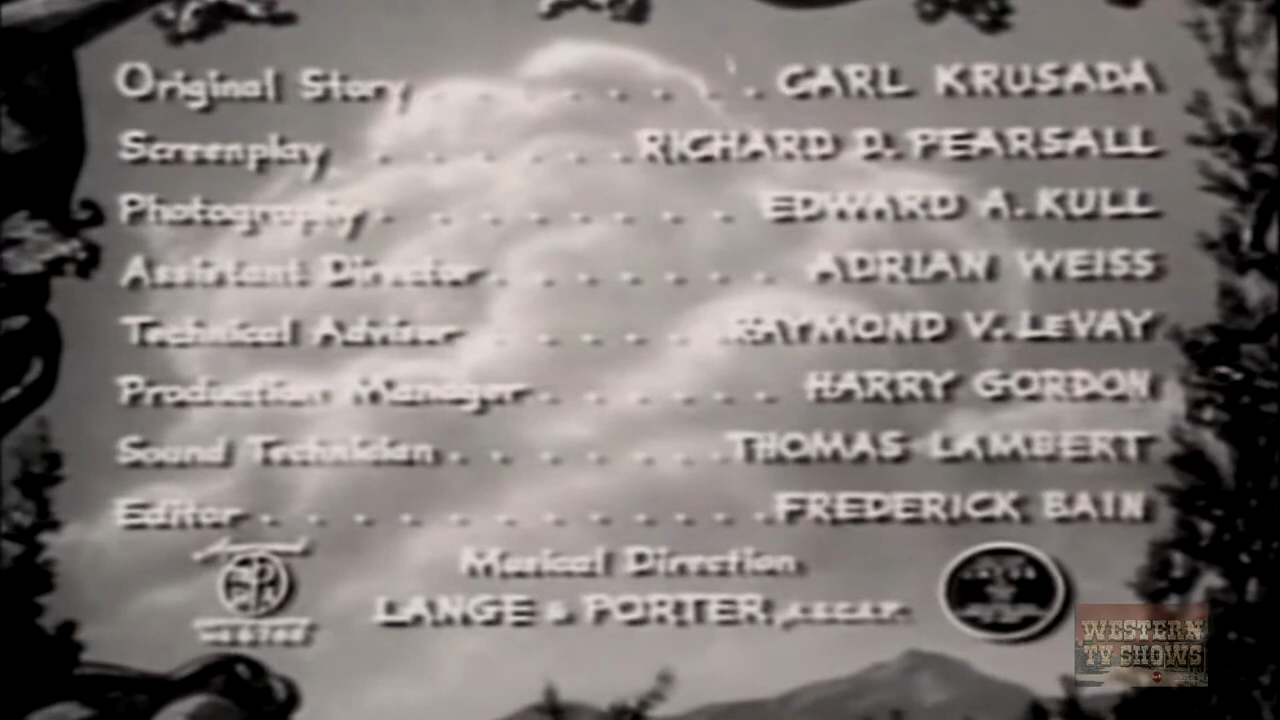 Original Story . . . . . . . . . CARL KRUSADA
Screenplay . . . . . . . RICHARD D. PEARSALL
Photography . . . . . . . . . EDWARD A. KULL
Assistant Director . . . . . . . ADRIAN WEISS
Technical Advisor . . . . . RAYMOND V. LeVAY
Production Manager . . . . . . HARRY GORDON
Sound Technician . . . . . . . THOMAS LAMBERT
Editor . . . . . . . . . . . . . . FREDERICK BAIN
Musical Direction
LANGE & PORTER, A.S.C.A.P.
WESTERN
TV SHOWS